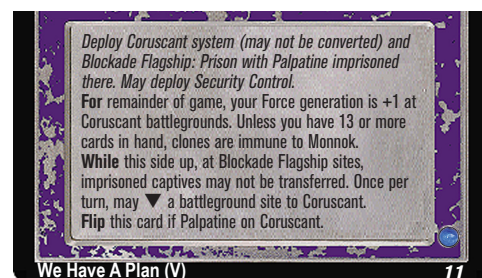 Deploy Coruscant system (may not be converted) and
Blockade Flagship: Prison with Palpatine imprisoned
there. May deploy Security Control.
For remainder of game, your Force generation is +1 at
Coruscant battlegrounds. Unless you have 13 or more
cards in hand, clones are immune to Monnok.
While this side up, at Blockade Flagship sites,
imprisoned captives may not be transferred. Once per
turn, may ▼ a battleground site to Coruscant.
Flip this card if Palpatine on Coruscant.
We Have A Plan (V) 11